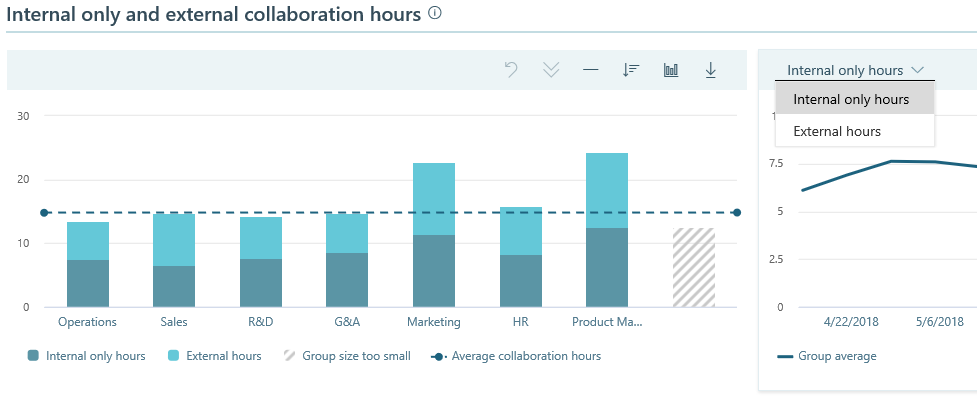 Internal only and external collaboration hours
Internal only hours
Internal only hours
External hours
30
20
10
0
Operations
Sales
R&D
G&A
Marketing
HR
Product Ma...
Internal only hours
External hours
Group size too small
Average collaboration hours
7.5
5
2.5
0
4/22/2018
5/6/2018
Group average